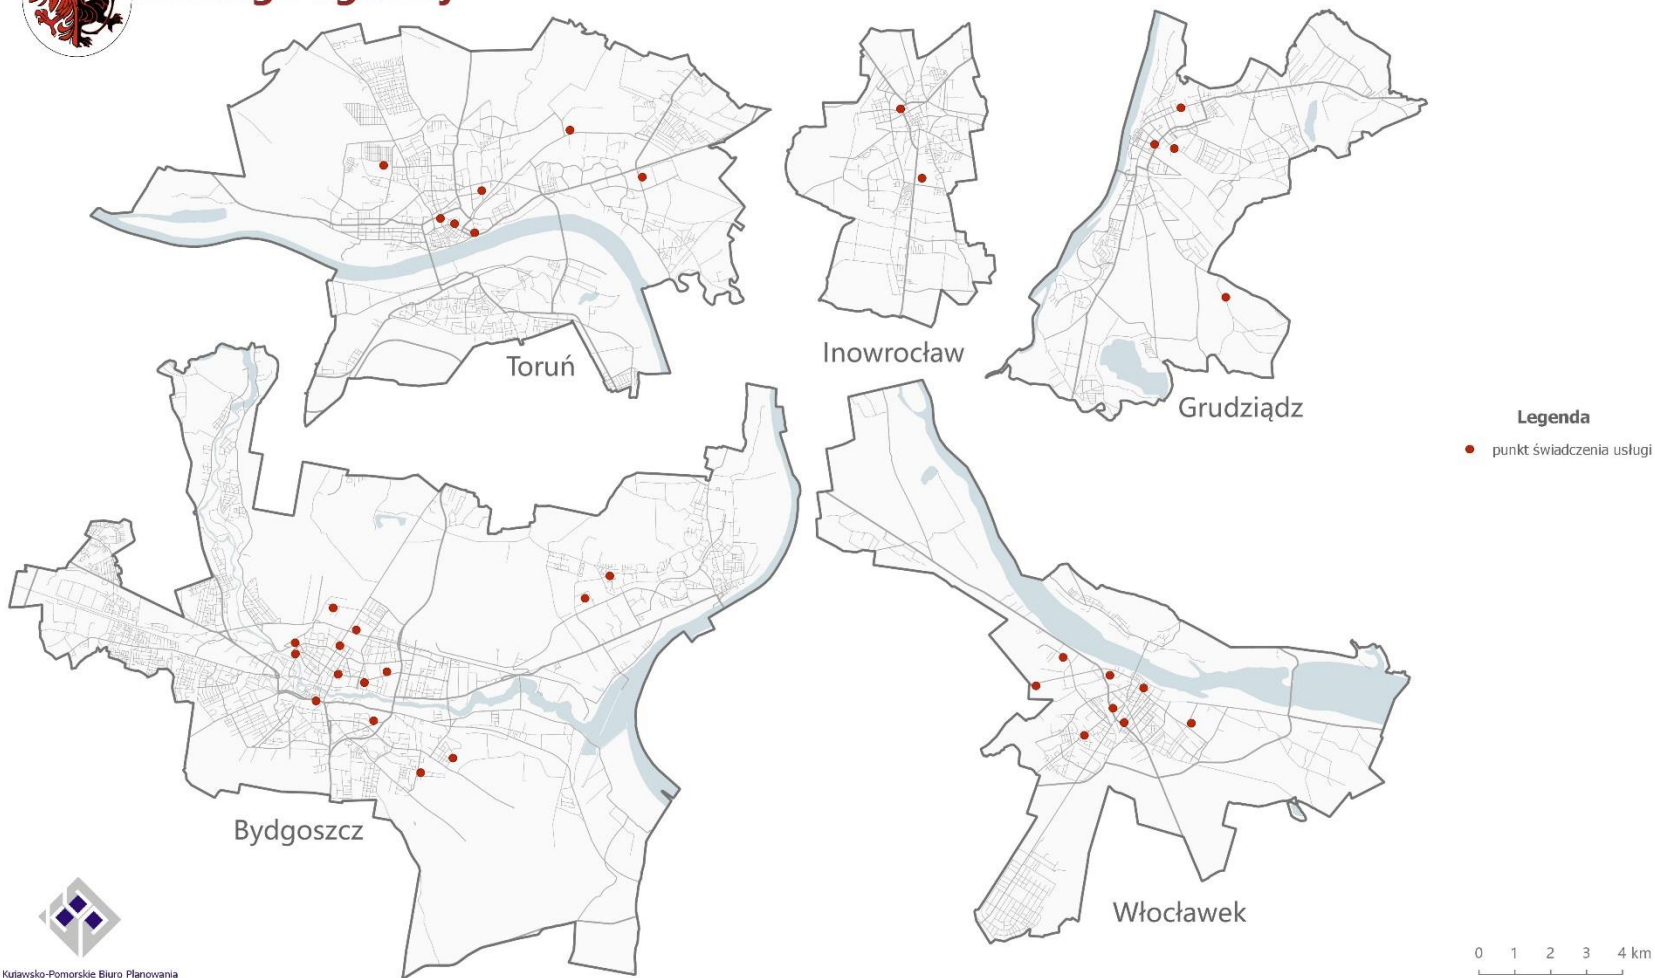 Toruń
Inowrocław
Grudziądz
Legenda
punkt świadczenia usługi
Bydgoszcz
Włocławek
0 1 2 3 4 km
Kujawsko-Pomorskie Biuro Planowania